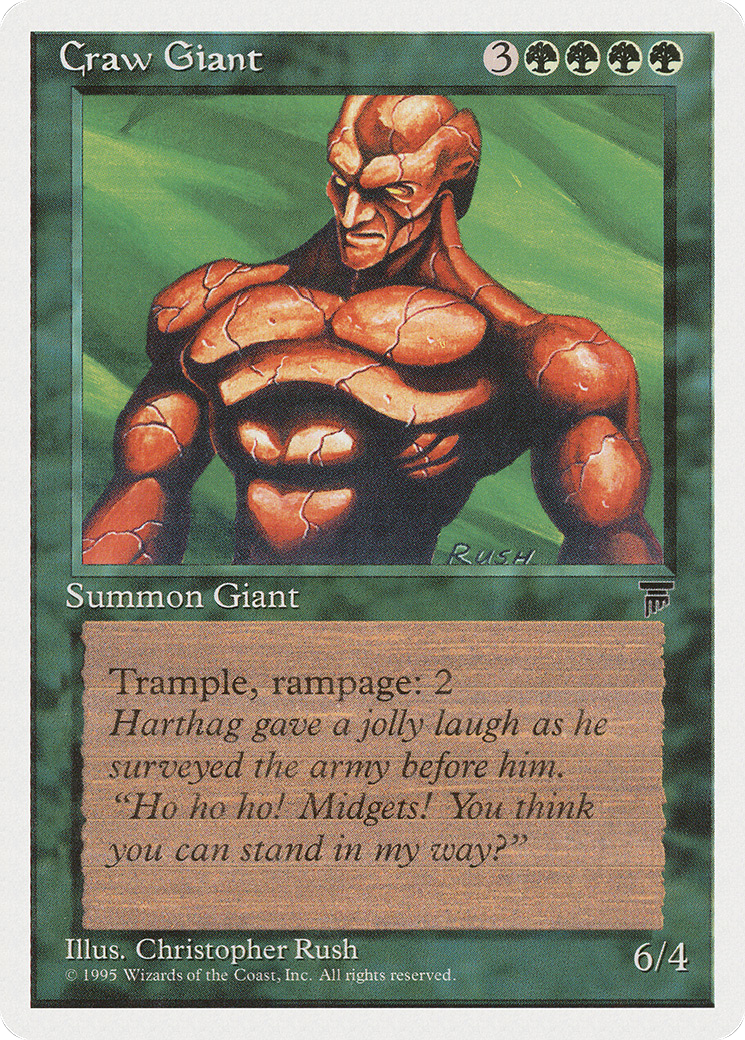 Craw Giant 3
RUSH
Summon Giant
Trample, rampage: 2
Harthag gave a jolly laugh as he
surveyed the army before him.
“Ho ho ho! Midgets! You think
you can stand in my way?”
Illus. Christopher Rush
© 1995 Wizards of the Coast, Inc. All rights reserved.
6/4